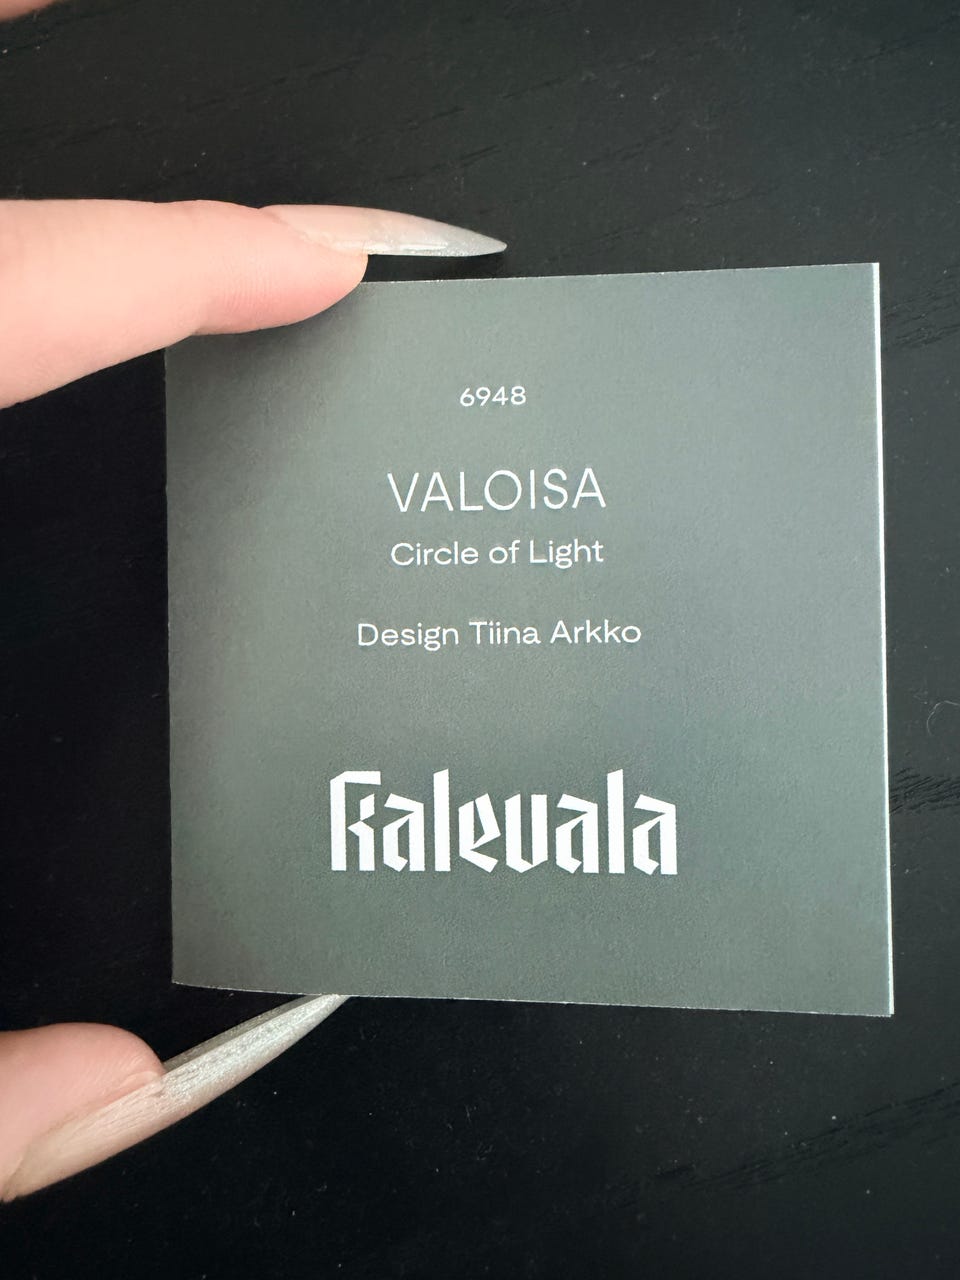 6948
VALOISA
Circle of Light
Design Tiina Arkko
Kalevala